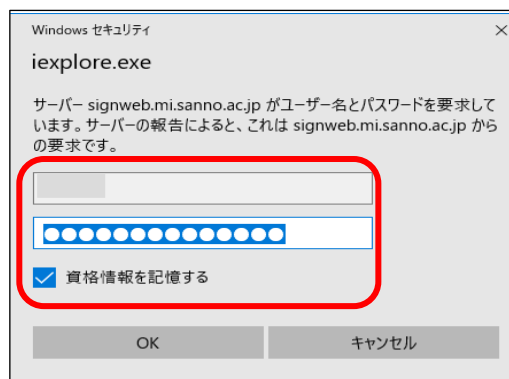 Windows セキュリティ
iexplore.exe
サーバー signweb.mi.sanno.ac.jp がユーザー名とパスワードを要求して
います。サーバーの報告によると、これは signweb.mi.sanno.ac.jp から
の要求です。
●●●●●●●●●●●●●●
資格情報を記憶する
OK
キャンセル